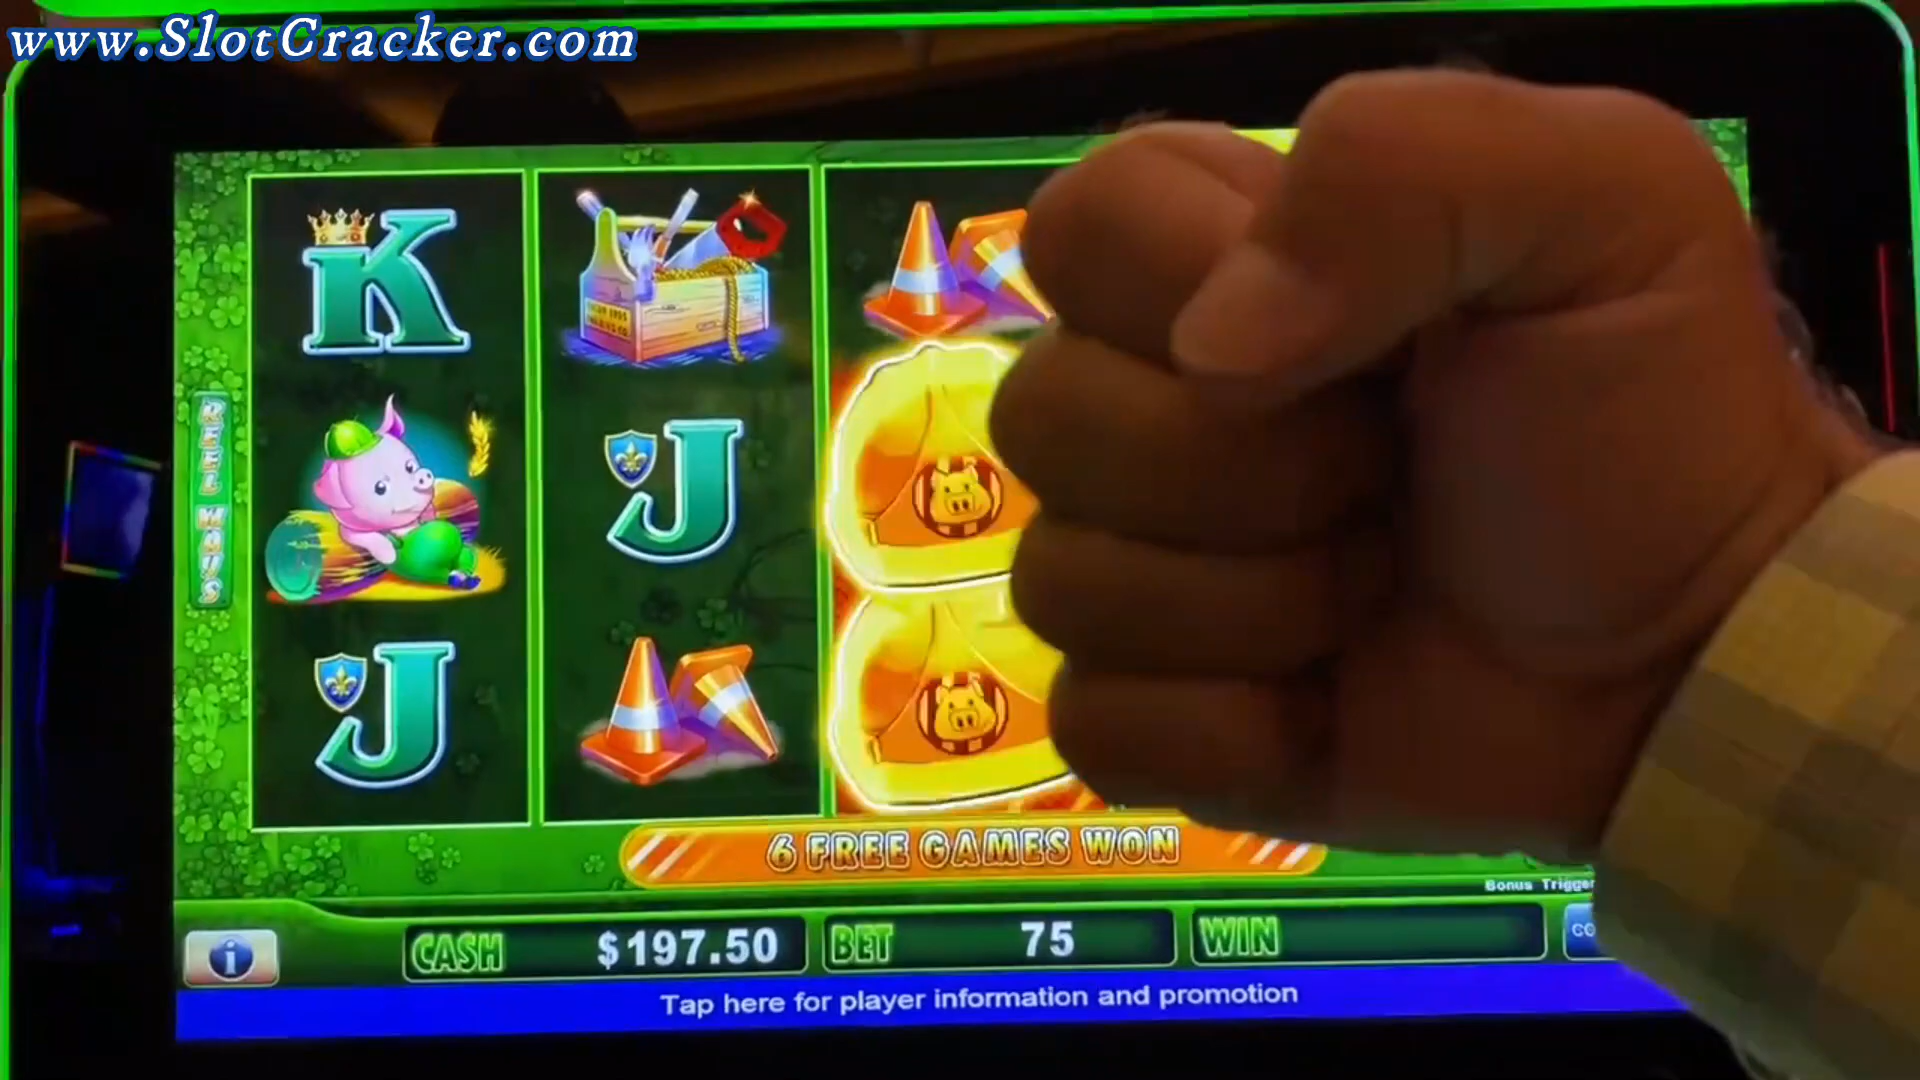 www.SlotCracker.com
K
J
J
REEL WAYS
6 FREE GAMES WON
Bonus Trigger
CASH $197.50 BET 75 WIN
Tap here for player information and promotion